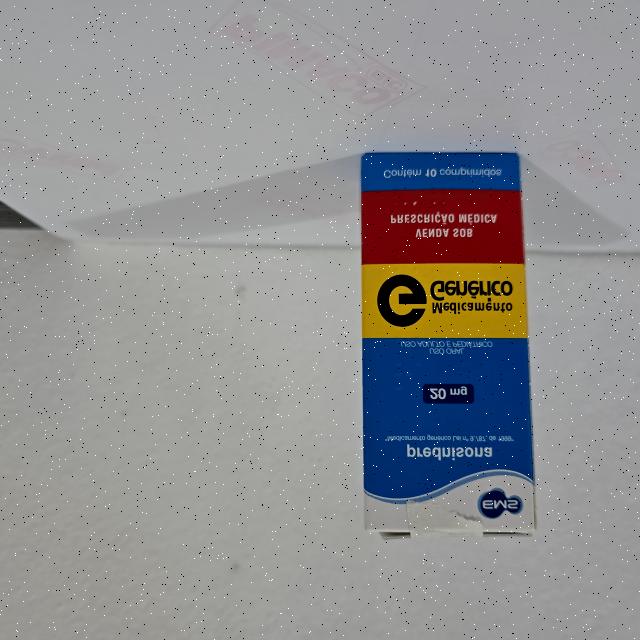 EMS
prednisona
"Medicamento genérico Lei nº 9.787, de 1999"
20 mg
USO ORAL
USO ADULTO E PEDIÁTRICO
Medicamento
Genérico
VENDA SOB
PRESCRIÇÃO MÉDICA
Contém 10 comprimidos